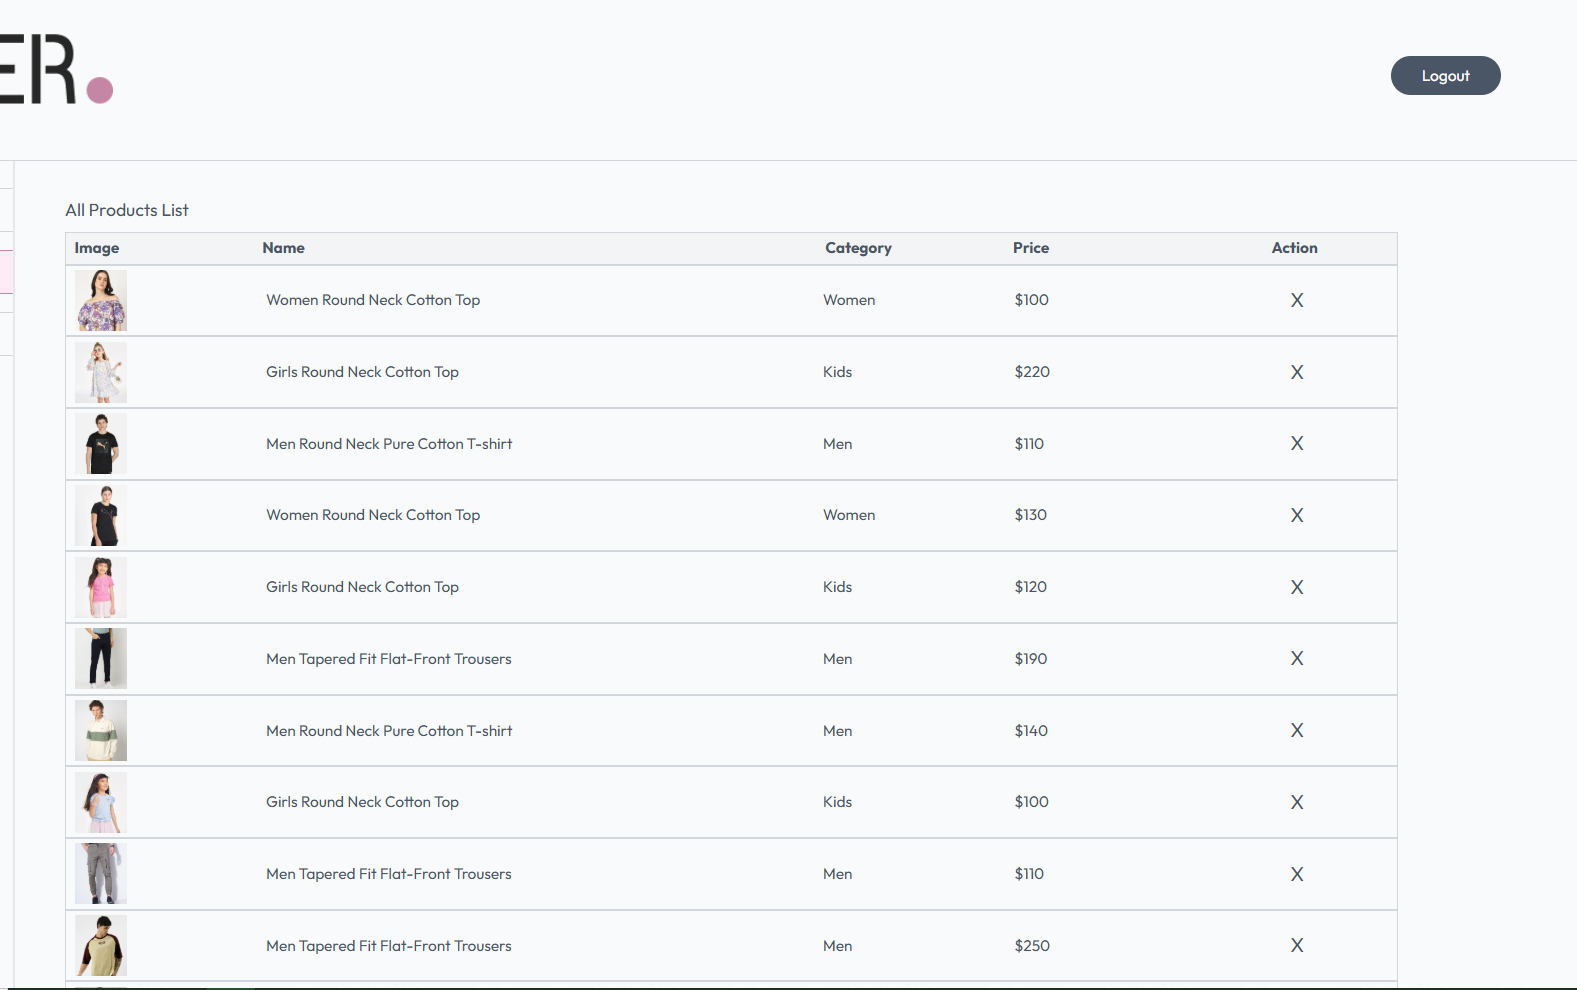 ER.
Logout
All Products List
Image Name Category Price Action
Women Round Neck Cotton Top Women $100 X
Girls Round Neck Cotton Top Kids $220 X
Men Round Neck Pure Cotton T-shirt Men $110 X
Women Round Neck Cotton Top Women $130 X
Girls Round Neck Cotton Top Kids $120 X
Men Tapered Fit Flat-Front Trousers Men $190 X
Men Round Neck Pure Cotton T-shirt Men $140 X
Girls Round Neck Cotton Top Kids $100 X
Men Tapered Fit Flat-Front Trousers Men $110 X
Men Tapered Fit Flat-Front Trousers Men $250 X